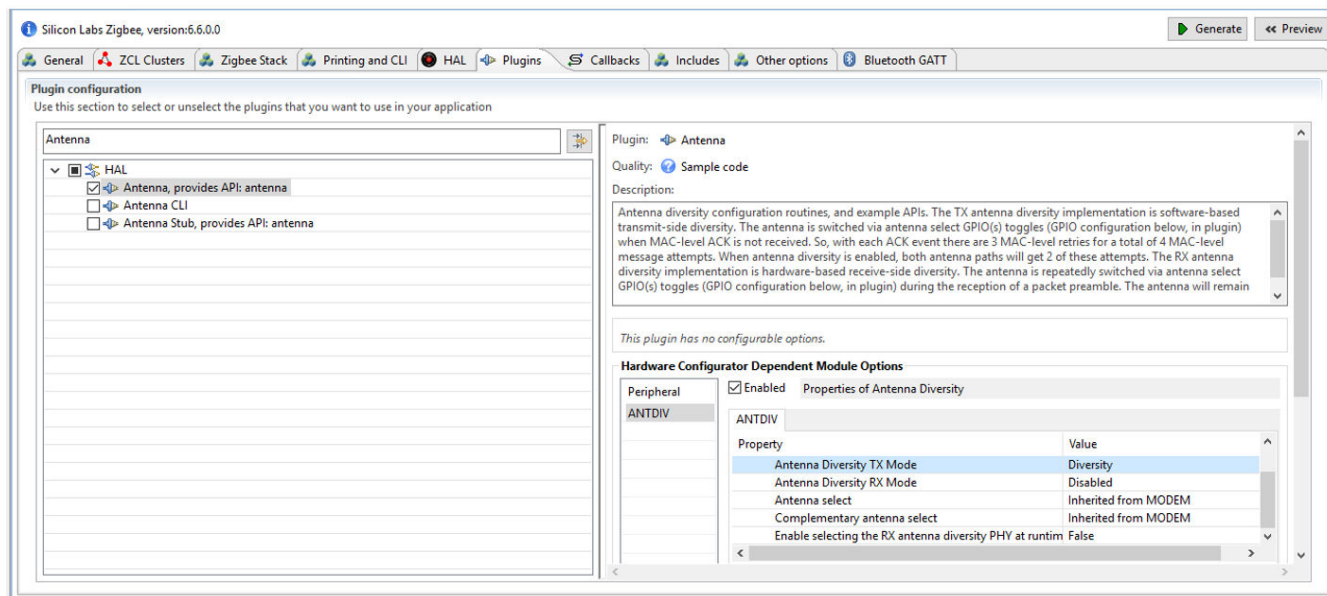 Silicon Labs Zigbee, version:6.6.0.0
Generate
Preview
General
ZCL Clusters
Zigbee Stack
Printing and CLI
HAL
Plugins
Callbacks
Includes
Other options
Bluetooth GATT
Plugin configuration
Use this section to select or unselect the plugins that you want to use in your application
Antenna
HAL
Antenna, provides API: antenna
Antenna CLI
Antenna Stub, provides API: antenna
Plugin: Antenna
Quality: Sample code
Description:
Antenna diversity configuration routines, and example APIs. The TX antenna diversity implementation is software-based
transmit-side diversity. The antenna is switched via antenna select GPIO(s) toggles (GPIO configuration below, in plugin)
when MAC-level ACK is not received. So, with each ACK event there are 3 MAC-level retries for a total of 4 MAC-level
message attempts. When antenna diversity is enabled, both antenna paths will get 2 of these attempts. The RX antenna
diversity implementation is hardware-based receive-side diversity. The antenna is repeatedly switched via antenna select
GPIO(s) toggles (GPIO configuration below, in plugin) during the reception of a packet preamble. The antenna will remain
This plugin has no configurable options.
Hardware Configurator Dependent Module Options
Peripheral
ANTDIV
Enabled Properties of Antenna Diversity
ANTDIV
Property Value
Antenna Diversity TX Mode Diversity
Antenna Diversity RX Mode Disabled
Antenna select Inherited from MODEM
Complementary antenna select Inherited from MODEM
Enable selecting the RX antenna diversity PHY at runtim False